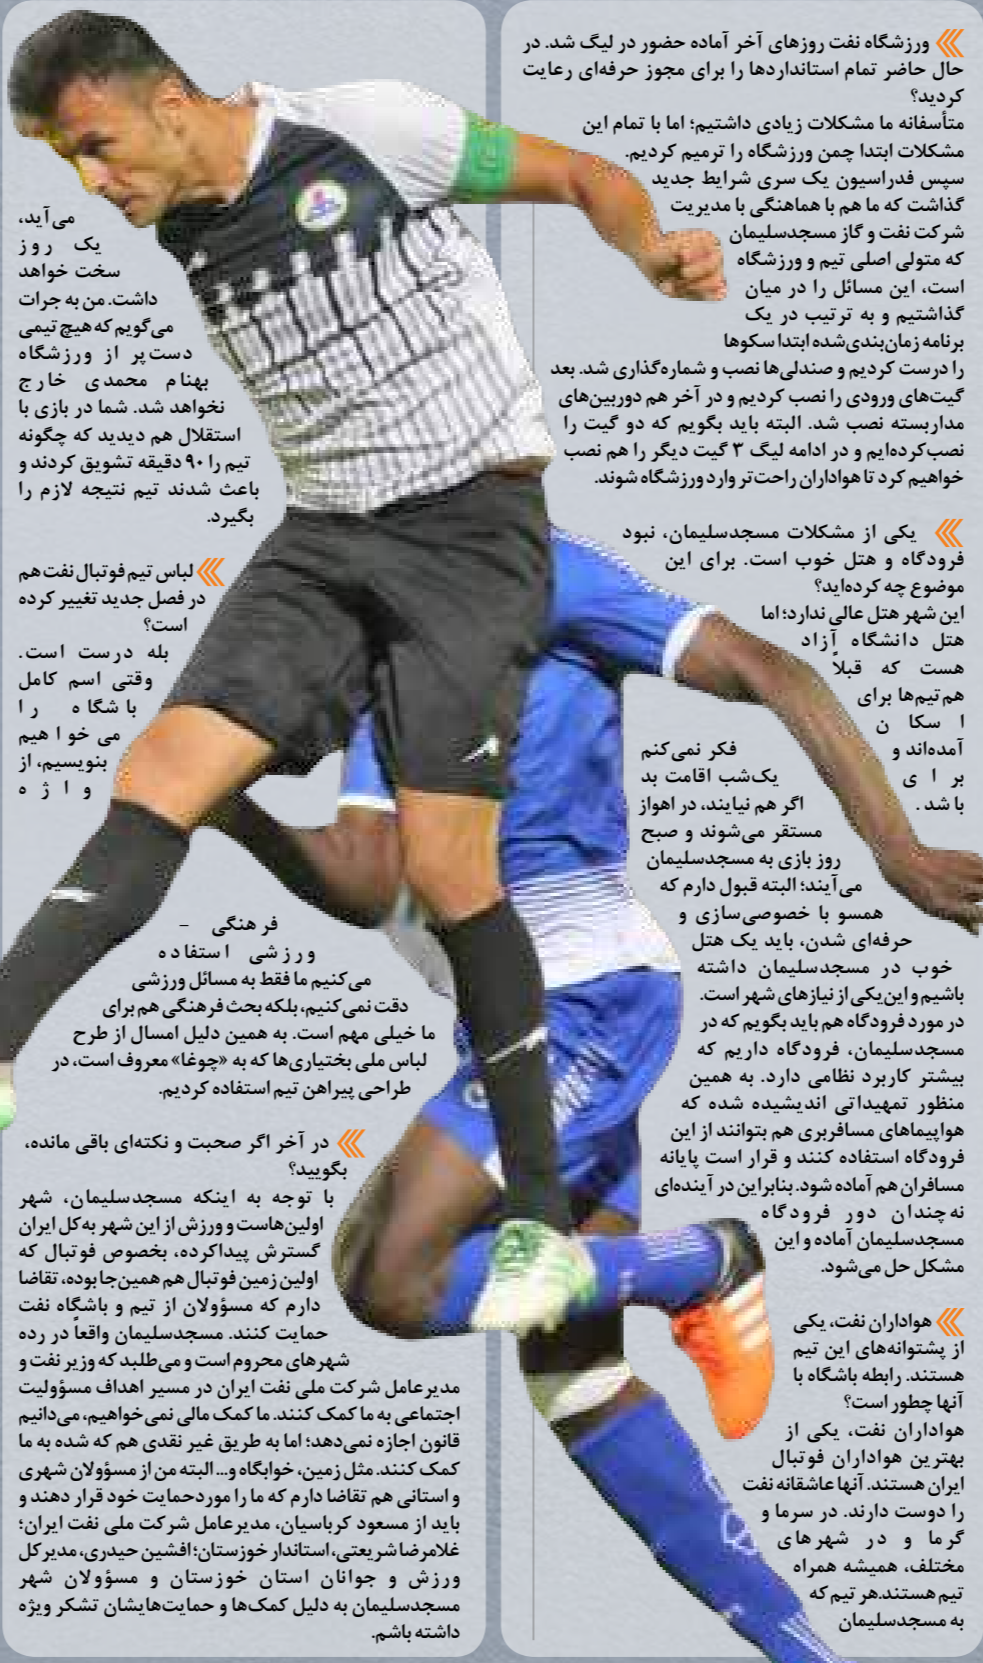 ورزشگاه نفت روزهای آخر آماده حضور در لیگ شد. در
حال حاضر تمام استانداردها را برای مجوز حرفه‌ای رعایت
کردید؟
متأسفانه ما مشکلات زیادی داشتیم؛ اما با تمام این
مشکلات ابتدا چمن ورزشگاه را ترمیم کردیم.
سپس فدراسیون یک سری شرایط جدید
گذاشت که ما هم با هماهنگی با مدیریت
شرکت نفت و گاز مسجدسلیمان
که متولی اصلی تیم و ورزشگاه
است، این مسائل را در میان
گذاشتیم و به ترتیب در یک
برنامه زمان‌بندی‌شده ابتدا سکوها
را درست کردیم و صندلی‌ها نصب و شماره‌گذاری شد. بعد
گیت‌های ورودی را نصب کردیم و در آخر هم دوربین‌های
مداربسته نصب شد. البته باید بگویم که دو گیت را
نصب‌کرده‌ایم و در ادامه لیگ ۳ گیت دیگر را هم نصب
خواهیم کرد تا هواداران راحت‌تر وارد ورزشگاه شوند.
یکی از مشکلات مسجدسلیمان، نبود
فرودگاه و هتل خوب است. برای این
موضوع چه کرده‌اید؟
این شهر هتل عالی ندارد؛ اما
هتل دانشگاه آزاد
هست که قبلاً
هم تیم‌ها برای
اسکان
آمده‌اند و
فکر نمی‌کنم برای
یک‌شب اقامت بد باشد.
اگر هم نیایند، در اهواز
مستقر می‌شوند و صبح
روز بازی به مسجدسلیمان
می‌آیند؛ البته قبول دارم که
همسو با خصوصی‌سازی و
حرفه‌ای شدن، باید یک هتل
خوب در مسجدسلیمان داشته
باشیم و این‌یکی از نیازهای شهر است.
در مورد فرودگاه هم باید بگویم که در
مسجدسلیمان، فرودگاه داریم که
بیشتر کاربرد نظامی دارد. به همین
منظور تمهیداتی اندیشیده شده که
هواپیماهای مسافربری هم بتوانند از این
فرودگاه استفاده کنند و قرار است پایانه
مسافران هم آماده شود. بنابراین در آینده‌ای
نه چندان دور فرودگاه
مسجدسلیمان آماده و این
مشکل حل می‌شود.
هواداران نفت، یکی
از پشتوانه‌های این تیم
هستند. رابطه باشگاه با
آنها چطور است؟
هواداران نفت، یکی از
بهترین هواداران فوتبال
ایران هستند. آنها عاشقانه نفت
را دوست دارند. در سرما و
گرما و در شهرهای
مختلف، همیشه همراه
تیم هستند. هر تیم که
به مسجدسلیمان
می‌آید،
یک روز
سخت خواهد
داشت. من به جرات
می‌گویم که هیچ تیمی
دست پر از ورزشگاه
بهنام محمدی خارج
نخواهد شد. شما در بازی با
استقلال هم دیدید که چگونه
تیم را ۹۰ دقیقه تشویق کردند و
باعث شدند تیم نتیجه لازم را
بگیرد.
لباس تیم فوتبال نفت هم
در فصل جدید تغییر کرده
است؟
بله درست است.
وقتی اسم کامل
باشگاه را
می‌خواهیم
بنویسیم، از
واژه
فرهنگی -
ورزشی استفاده
می‌کنیم ما فقط به مسائل ورزشی
دقت نمی‌کنیم، بلکه بحث فرهنگی هم برای
ما خیلی مهم است. به همین دلیل امسال از طرح
لباس ملی بختیاری‌ها که به «چوغا» معروف است، در
طراحی پیراهن تیم استفاده کردیم.
در آخر اگر صحبت و نکته‌ای باقی مانده،
بگویید؟
با توجه به اینکه مسجدسلیمان، شهر
اولین‌هاست و ورزش از این شهر به‌کل ایران
گسترش پیداکرده، بخصوص فوتبال که
اولین زمین فوتبال هم همین‌جا بوده، تقاضا
دارم که مسؤولان از تیم و باشگاه نفت
حمایت کنند. مسجدسلیمان واقعاً در رده
شهرهای محروم است و می‌طلبد که وزیر نفت و
مدیرعامل شرکت ملی نفت ایران در مسیر اهداف مسؤولیت
اجتماعی به ما کمک کنند. ما کمک مالی نمی‌خواهیم، می‌دانیم
قانون اجازه نمی‌دهد؛ اما به طریق غیر نقدی هم که شده به ما
کمک کنند. مثل زمین، خوابگاه و... البته من از مسؤولان شهری
و استانی هم تقاضا دارم که ما را موردحمایت خود قرار دهند و
باید از مسعود کرباسیان، مدیرعامل شرکت ملی نفت ایران؛
غلامرضا شریعتی، استاندار خوزستان؛ افشین حیدری، مدیرکل
ورزش و جوانان استان خوزستان و مسؤولان شهر
مسجدسلیمان به دلیل کمک‌ها و حمایت‌هایشان تشکر ویژه
داشته باشم.